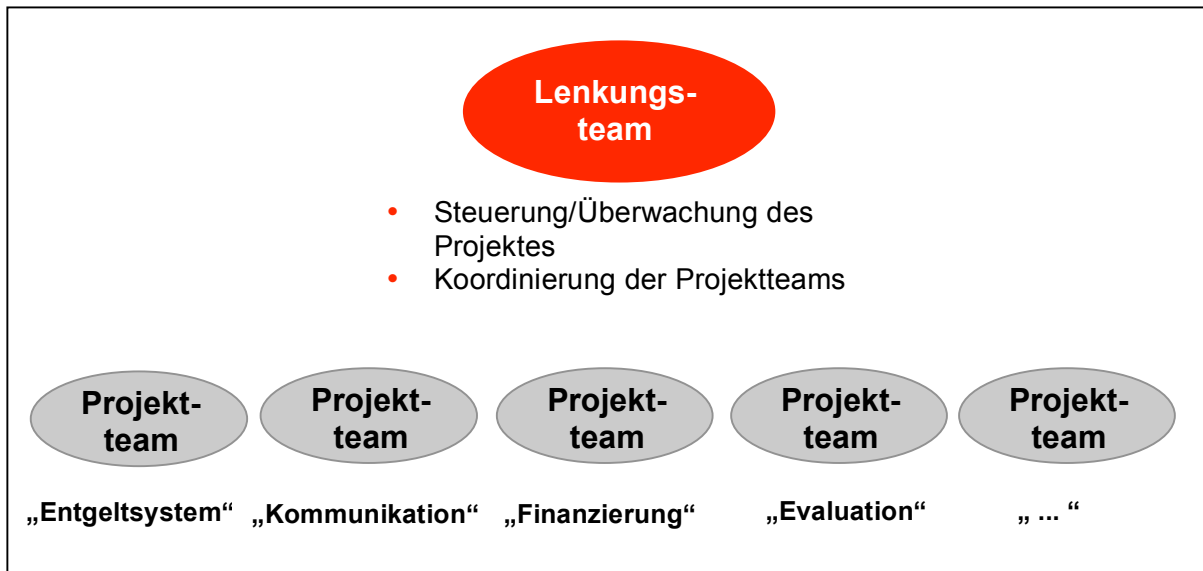 Lenkungs-
team
• Steuerung/Überwachung des
Projektes
• Koordinierung der Projektteams
Projekt-
team
Projekt-
team
Projekt-
team
Projekt-
team
Projekt-
team
„Entgeltsystem“
„Kommunikation“
„Finanzierung“
„Evaluation“
„ ... “